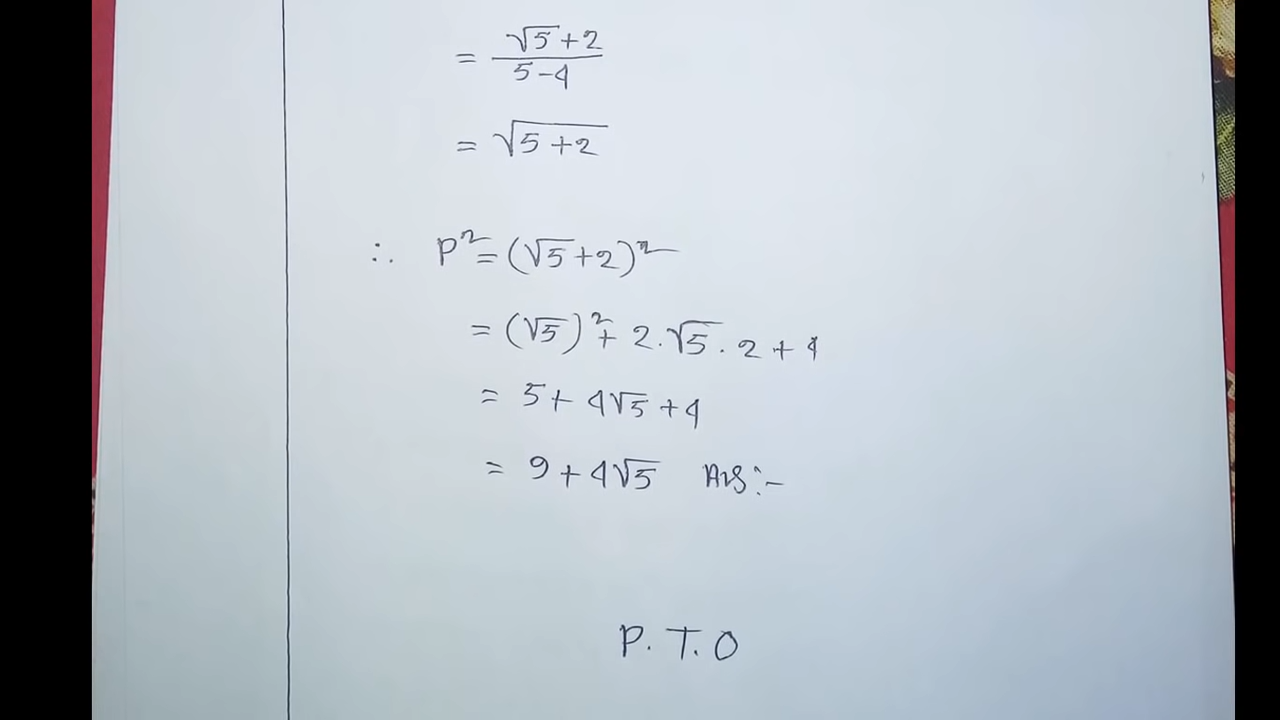 = (√5+2)/(5-4)
= √(5+2)
∴ P² = (√5+2)²
= (√5)² + 2.√5.2+4
= 5+4√5+4
= 9+4√5 Ans:-
P.T.O